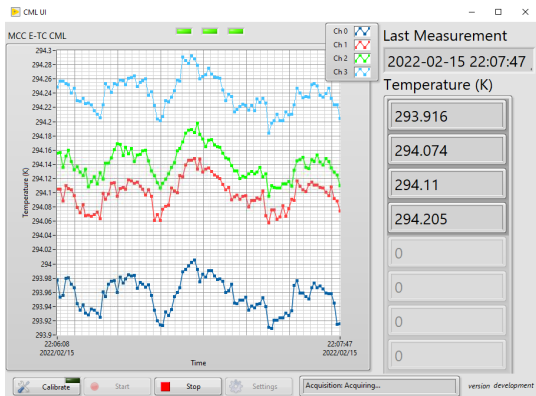 CML UI
MCC E-TC CML
Ch 0
Ch 1
Ch 2
Ch 3
Last Measurement
2022-02-15 22:07:47
Temperature (K)
293.916
294.074
294.11
294.205
0
0
0
0
Temperature (K)
294.3
294.28
294.26
294.24
294.22
294.2
294.18
294.16
294.14
294.12
294.1
294.08
294.06
294.04
294.02
294
293.98
293.96
293.94
293.92
293.9
22:06:08
2022/02/15
22:07:47
2022/02/15
Time
Calibrate
Start
Stop
Settings
Acquisition: Acquiring...
version development